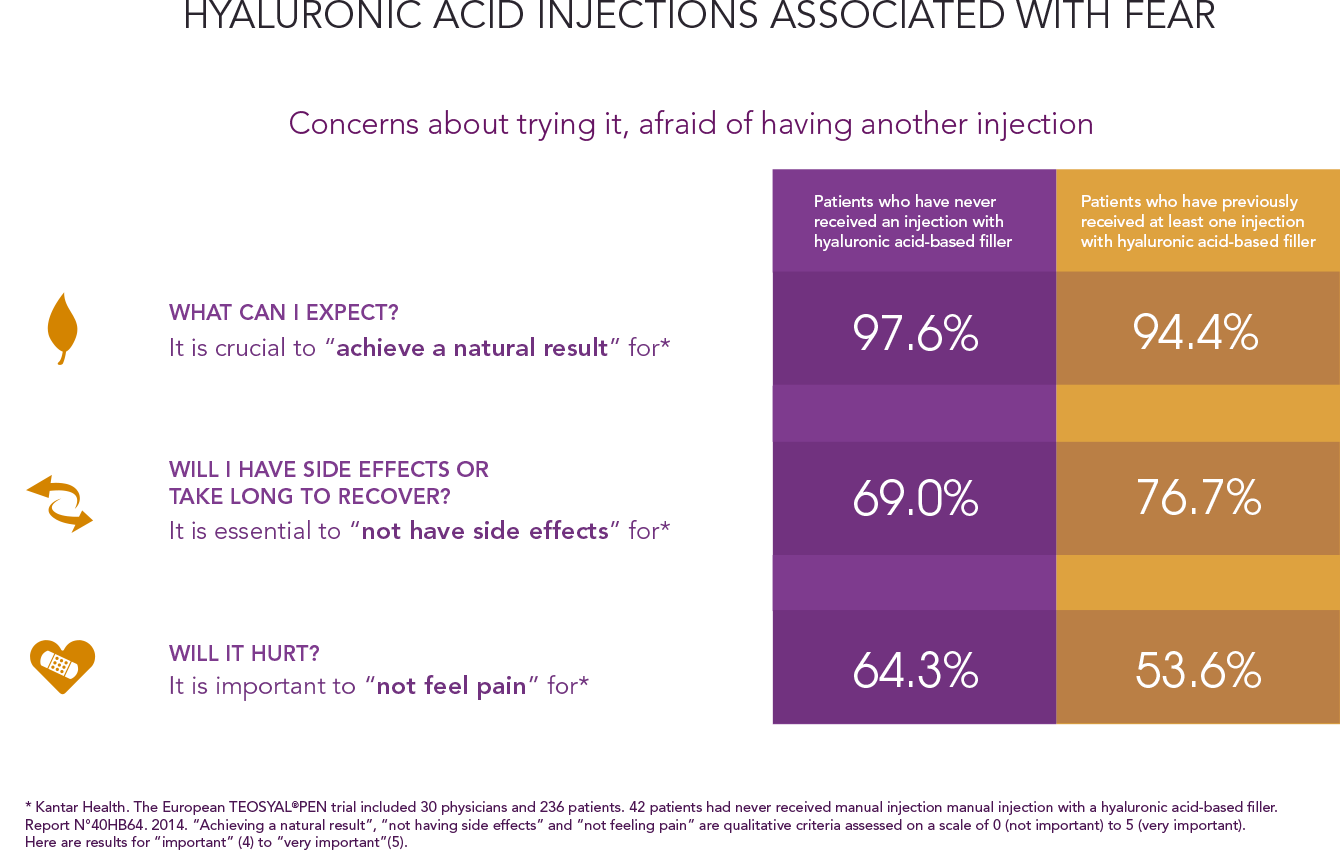 HYALURONIC ACID INJECTIONS ASSOCIATED WITH FEAR
Concerns about trying it, afraid of having another injection
Patients who have never
received an injection with
hyaluronic acid-based filler
Patients who have previously
received at least one injection
with hyaluronic acid-based filler
WHAT CAN I EXPECT?
It is crucial to “achieve a natural result” for*
97.6%
94.4%
WILL I HAVE SIDE EFFECTS OR
TAKE LONG TO RECOVER?
It is essential to “not have side effects” for*
69.0%
76.7%
WILL IT HURT?
It is important to “not feel pain” for*
64.3%
53.6%
* Kantar Health. The European TEOSYAL®PEN trial included 30 physicians and 236 patients. 42 patients had never received manual injection manual injection with a hyaluronic acid-based filler.
Report N°40HB64. 2014. “Achieving a natural result”, “not having side effects” and “not feeling pain” are qualitative criteria assessed on a scale of 0 (not important) to 5 (very important).
Here are results for “important” (4) to “very important”(5).